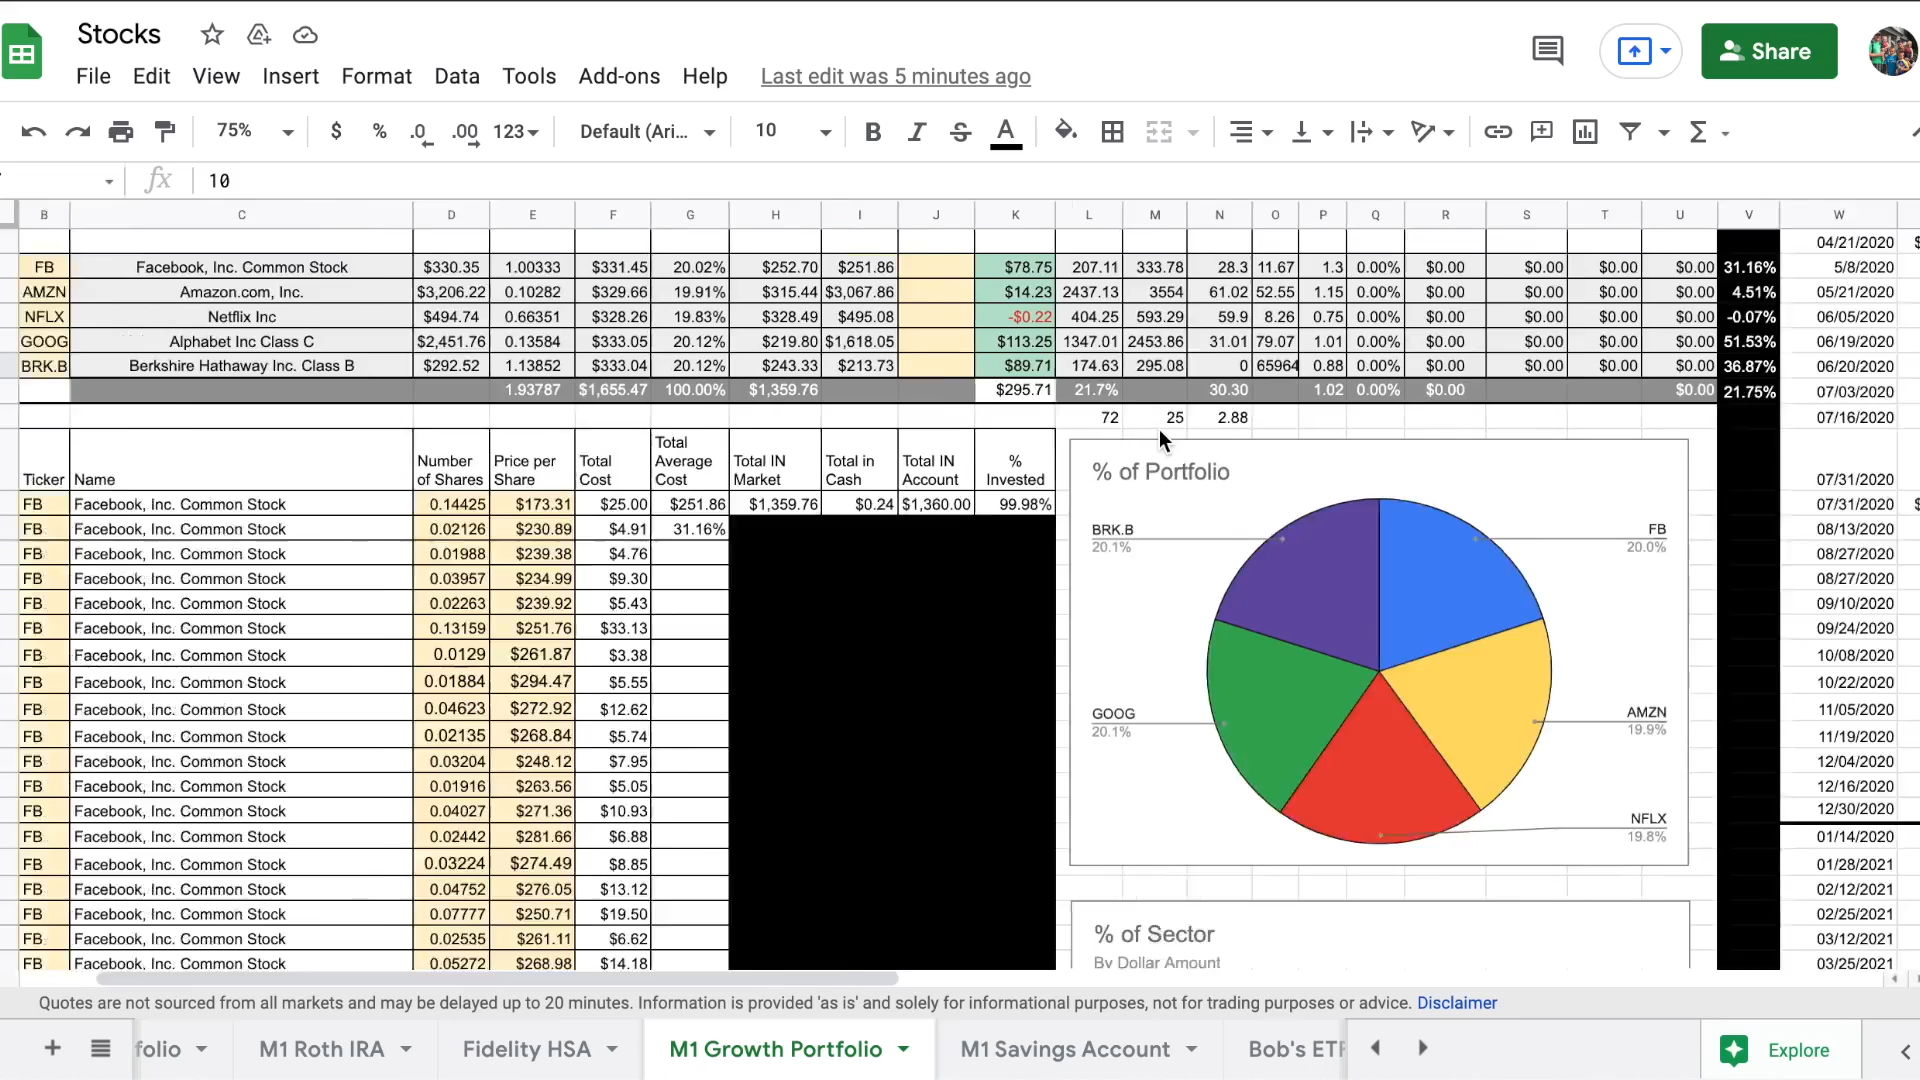 Stocks
File Edit View Insert Format Data Tools Add-ons Help Last edit was 5 minutes ago
Share
75% $ % .0 .00 123 Default (Ari... 10 B I S A Σ
fx 10
B C D E F G H I J K L M N O P Q R S T U V W
04/21/2020
FB Facebook, Inc. Common Stock $330.35 1.00333 $331.45 20.02% $252.70 $251.86 $78.75 207.11 333.78 28.3 11.67 1.3 0.00% $0.00 $0.00 $0.00 $0.00 31.16% 5/8/2020
AMZN Amazon.com, Inc. $3,206.22 0.10282 $329.66 19.91% $315.44 $3,067.86 $14.23 2437.13 3554 61.02 52.55 1.15 0.00% $0.00 $0.00 $0.00 $0.00 4.51% 05/21/2020
NFLX Netflix Inc $494.74 0.66351 $328.26 19.83% $328.49 $495.08 -$0.22 404.25 593.29 59.9 8.26 0.75 0.00% $0.00 $0.00 $0.00 $0.00 -0.07% 06/05/2020
GOOG Alphabet Inc Class C $2,451.76 0.13584 $333.05 20.12% $219.80 $1,618.05 $113.25 1347.01 2453.86 31.01 79.07 1.01 0.00% $0.00 $0.00 $0.00 $0.00 51.53% 06/19/2020
BRK.B Berkshire Hathaway Inc. Class B $292.52 1.13852 $333.04 20.12% $243.33 $213.73 $89.71 174.63 295.08 0 65964 0.88 0.00% $0.00 $0.00 $0.00 $0.00 36.87% 06/20/2020
1.93787 $1,655.47 100.00% $1,359.76 $295.71 21.7% 30.30 1.02 0.00% $0.00 $0.00 21.75% 07/03/2020
72 25 2.88 07/16/2020
Ticker Name Number of Shares Price per Share Total Cost Total Average Cost Total IN Market Total in Cash Total IN Account % Invested 07/31/2020
FB Facebook, Inc. Common Stock 0.14425 $173.31 $25.00 $251.86 $1,359.76 $0.24 $1,360.00 99.98% 07/31/2020
FB Facebook, Inc. Common Stock 0.02126 $230.89 $4.91 31.16% 08/13/2020
FB Facebook, Inc. Common Stock 0.01988 $239.38 $4.76 08/27/2020
FB Facebook, Inc. Common Stock 0.03957 $234.99 $9.30 08/27/2020
FB Facebook, Inc. Common Stock 0.02263 $239.92 $5.43 09/10/2020
FB Facebook, Inc. Common Stock 0.13159 $251.76 $33.13 09/24/2020
FB Facebook, Inc. Common Stock 0.0129 $261.87 $3.38 10/08/2020
FB Facebook, Inc. Common Stock 0.01884 $294.47 $5.55 10/22/2020
FB Facebook, Inc. Common Stock 0.04623 $272.92 $12.62 11/05/2020
FB Facebook, Inc. Common Stock 0.02135 $268.84 $5.74 11/19/2020
FB Facebook, Inc. Common Stock 0.03204 $248.12 $7.95 12/04/2020
FB Facebook, Inc. Common Stock 0.01916 $263.56 $5.05 12/16/2020
FB Facebook, Inc. Common Stock 0.04027 $271.36 $10.93 12/30/2020
FB Facebook, Inc. Common Stock 0.02442 $281.66 $6.88 01/14/2020
FB Facebook, Inc. Common Stock 0.03224 $274.49 $8.85 01/28/2021
FB Facebook, Inc. Common Stock 0.04752 $276.05 $13.12 02/12/2021
FB Facebook, Inc. Common Stock 0.07777 $250.71 $19.50 02/25/2021
FB Facebook, Inc. Common Stock 0.02535 $261.11 $6.62 03/12/2021
FB Facebook, Inc. Common Stock 0.05272 $268.98 $14.18 03/25/2021
% of Portfolio
BRK.B
20.1%
FB
20.0%
GOOG
20.1%
AMZN
19.9%
NFLX
19.8%
% of Sector
By Dollar Amount
Quotes are not sourced from all markets and may be delayed up to 20 minutes. Information is provided 'as is' and solely for informational purposes, not for trading purposes or advice. Disclaimer
+ folio M1 Roth IRA Fidelity HSA M1 Growth Portfolio M1 Savings Account Bob's ETF Explore